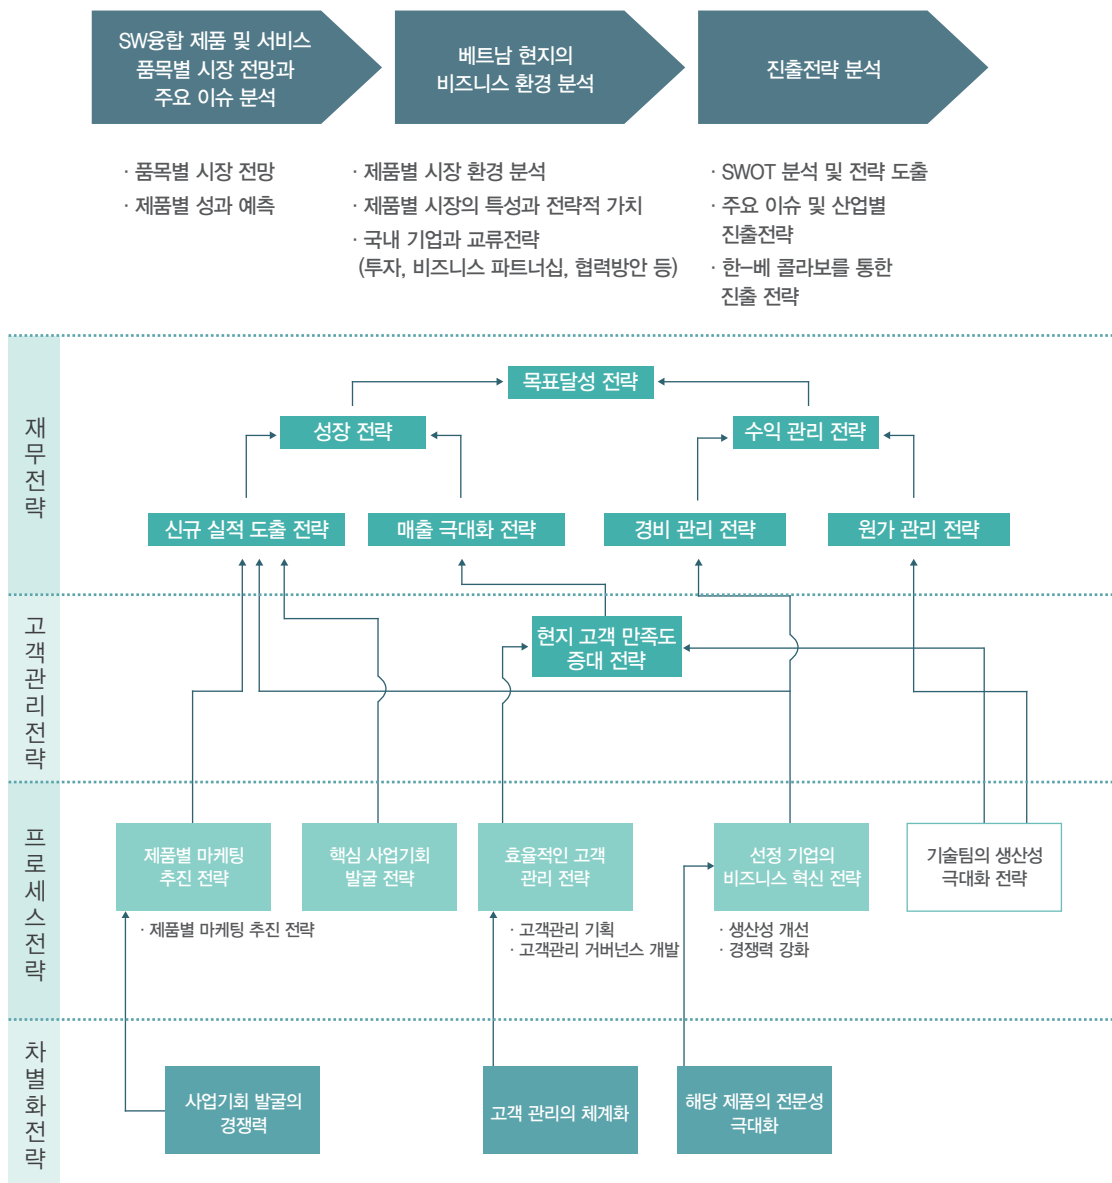 SW융합 제품 및 서비스
품목별 시장 전망과
주요 이슈 분석
베트남 현지의
비즈니스 환경 분석
진출전략 분석
· 품목별 시장 전망
· 제품별 성과 예측
· 제품별 시장 환경 분석
· 제품별 시장의 특성과 전략적 가치
· 국내 기업과 교류전략
(투자, 비즈니스 파트너십, 협력방안 등)
· SWOT 분석 및 전략 도출
· 주요 이슈 및 산업별
진출전략
· 한–베 콜라보를 통한
진출 전략
재무전략
목표달성 전략
성장 전략
수익 관리 전략
신규 실적 도출 전략
매출 극대화 전략
경비 관리 전략
원가 관리 전략
고객관리전략
현지 고객 만족도
증대 전략
프로세스전략
제품별 마케팅
추진 전략
· 제품별 마케팅 추진 전략
핵심 사업기회
발굴 전략
효율적인 고객
관리 전략
· 고객관리 기획
· 고객관리 거버넌스 개발
선정 기업의
비즈니스 혁신 전략
· 생산성 개선
· 경쟁력 강화
기술팀의 생산성
극대화 전략
차별화전략
사업기회 발굴의
경쟁력
고객 관리의 체계화
해당 제품의 전문성
극대화